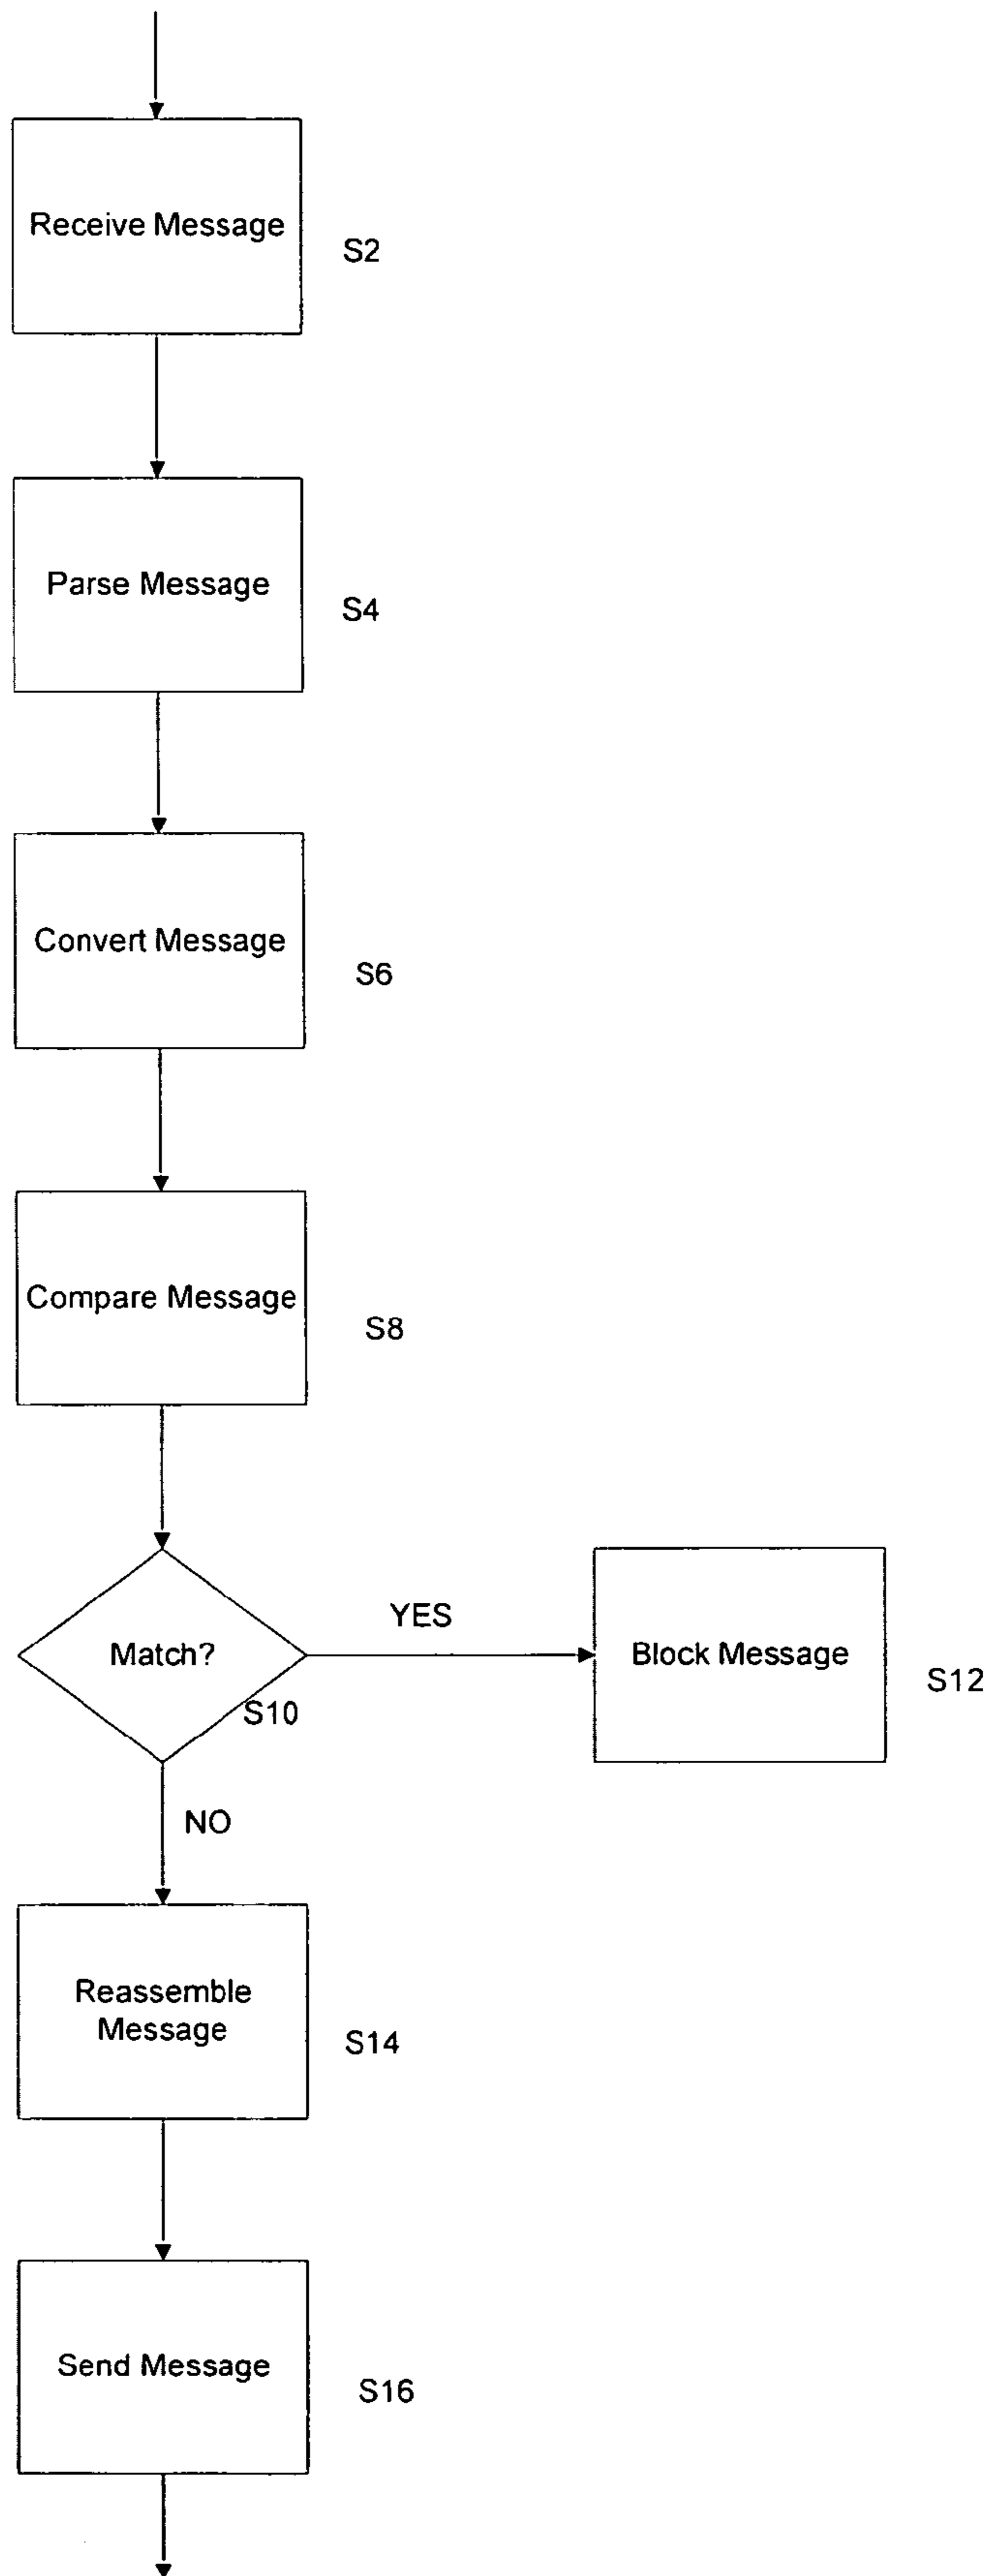 Receive Message
S2
Parse Message
S4
Convert Message
S6
Compare Message
S8
Match?
S10
YES
Block Message
S12
NO
Reassemble
Message
S14
Send Message
S16